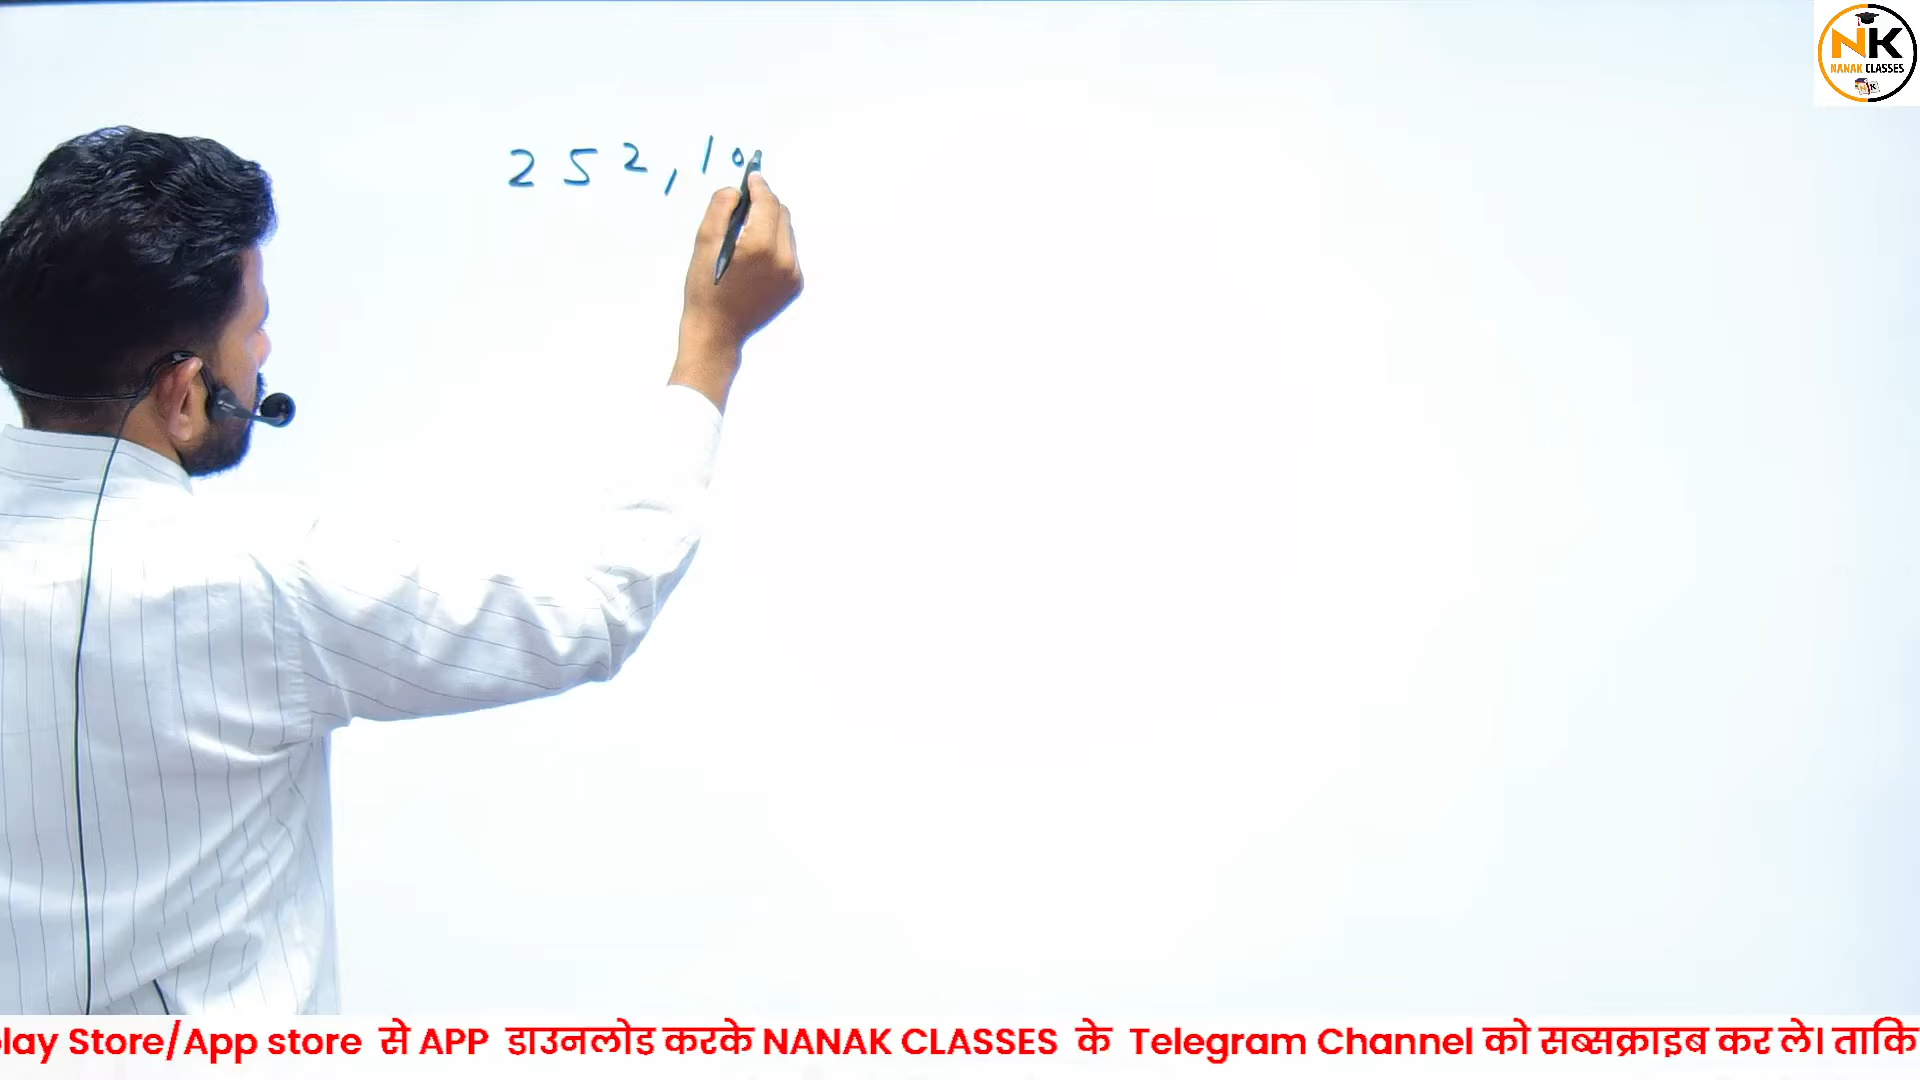 NK
NANAK CLASSES
252, 10
lay Store/App store से APP डाउनलोड करके NANAK CLASSES के Telegram Channel को सब्सक्राइब कर ले। ताकि